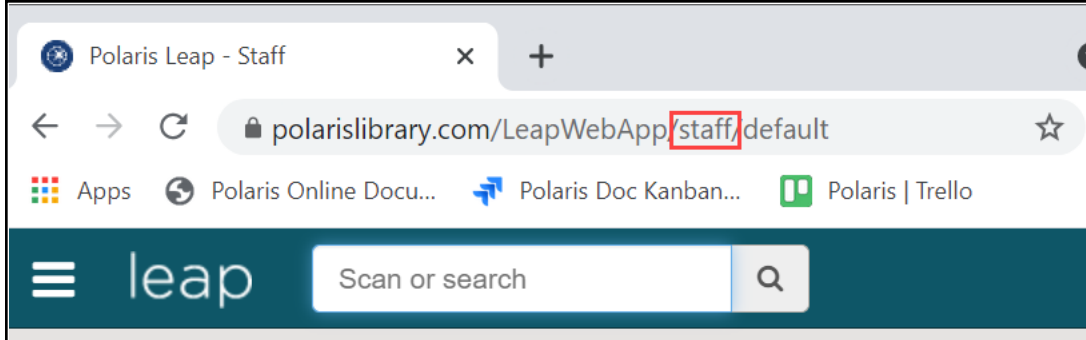 Polaris Leap - Staff
polarislibrary.com/LeapWebApp/staff/default
Apps Polaris Online Docu... Polaris Doc Kanban... Polaris | Trello
leap Scan or search